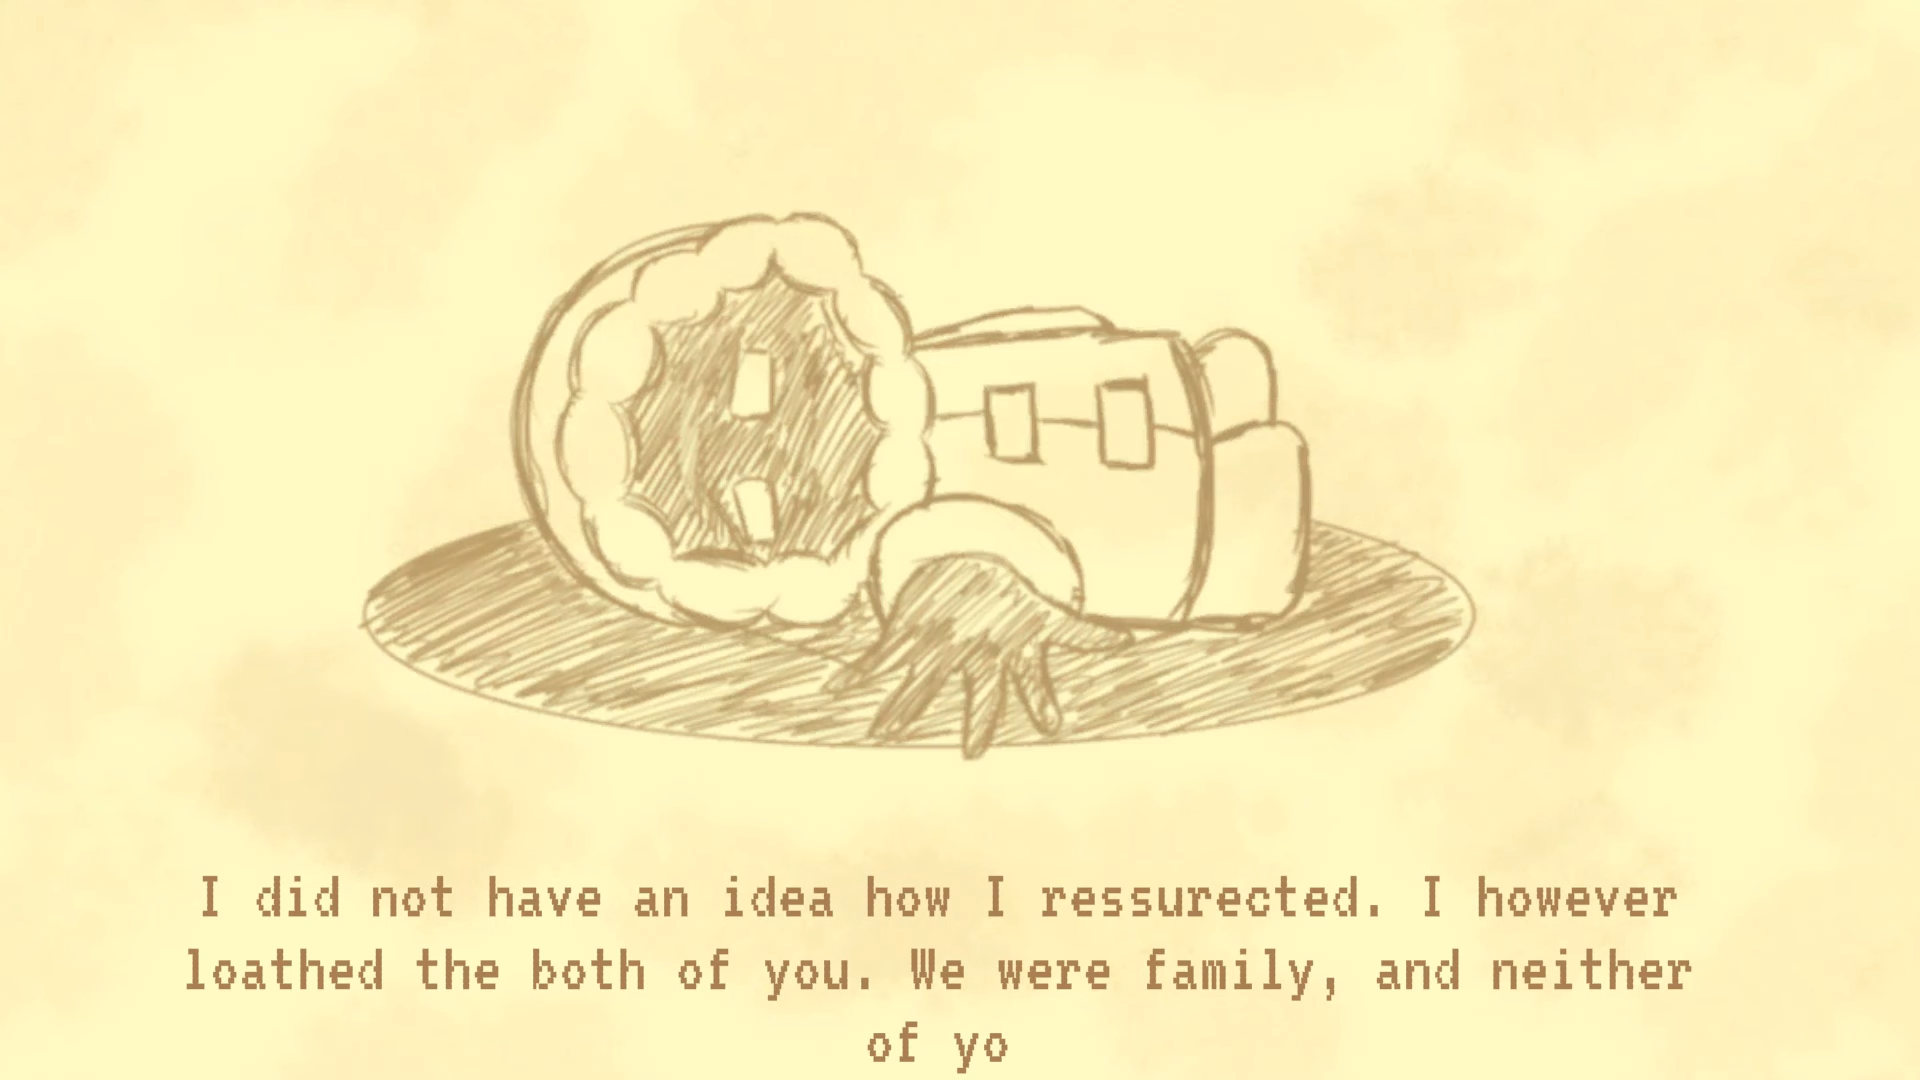 I did not have an idea how I ressurected. I however
loathed the both of you. We were family, and neither
of yo